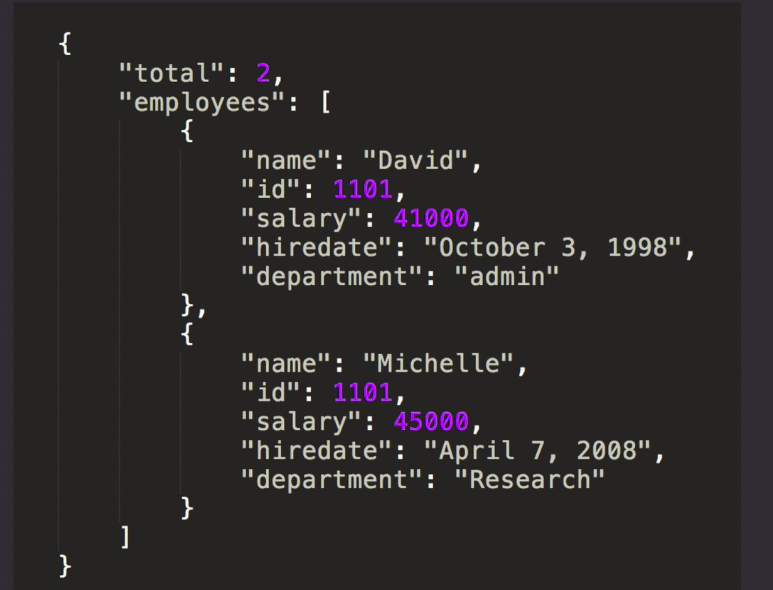 {
    "total": 2,
    "employees": [
        {
            "name": "David",
            "id": 1101,
            "salary": 41000,
            "hiredate": "October 3, 1998",
            "department": "admin"
        },
        {
            "name": "Michelle",
            "id": 1101,
            "salary": 45000,
            "hiredate": "April 7, 2008",
            "department": "Research"
        }
    ]
}